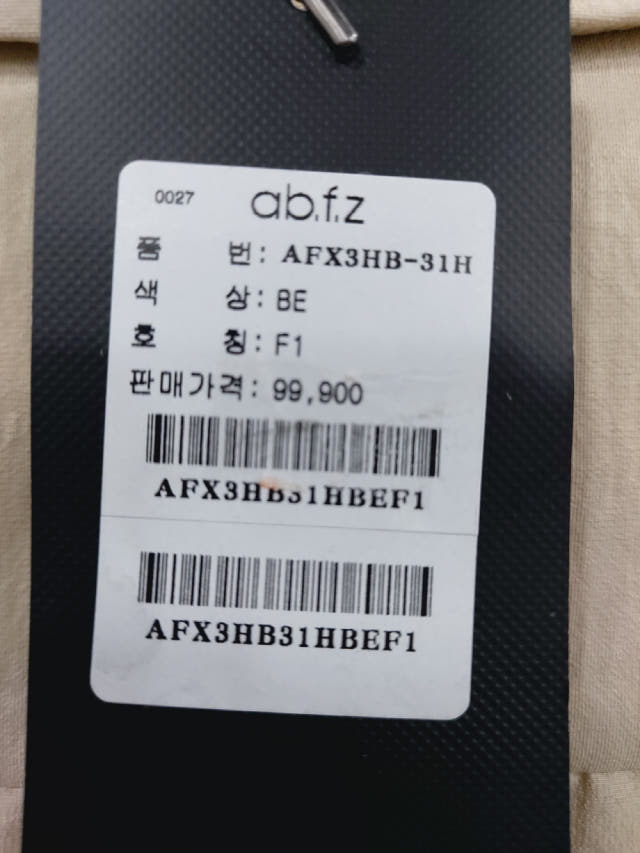 0027 ab.f.z
품 번: AFX3HB-31H
색 상: BE
호 칭: F1
판매가격: 99,900
AFX3HB31HBEF1
AFX3HB31HBEF1